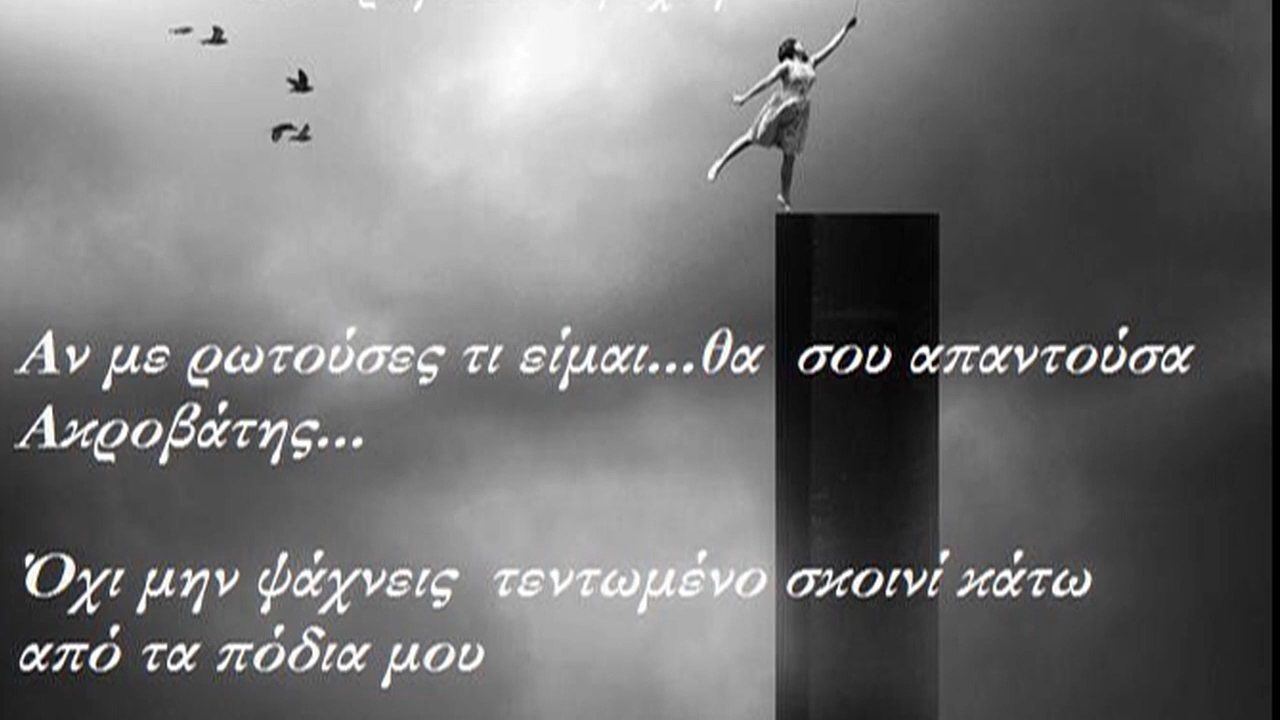 Αν με ρωτούσες τι είμαι...θα σου απαντούσα
Ακροβάτης...
Όχι μην ψάχνεις τεντωμένο σκοινί κάτω
από τα πόδια μου